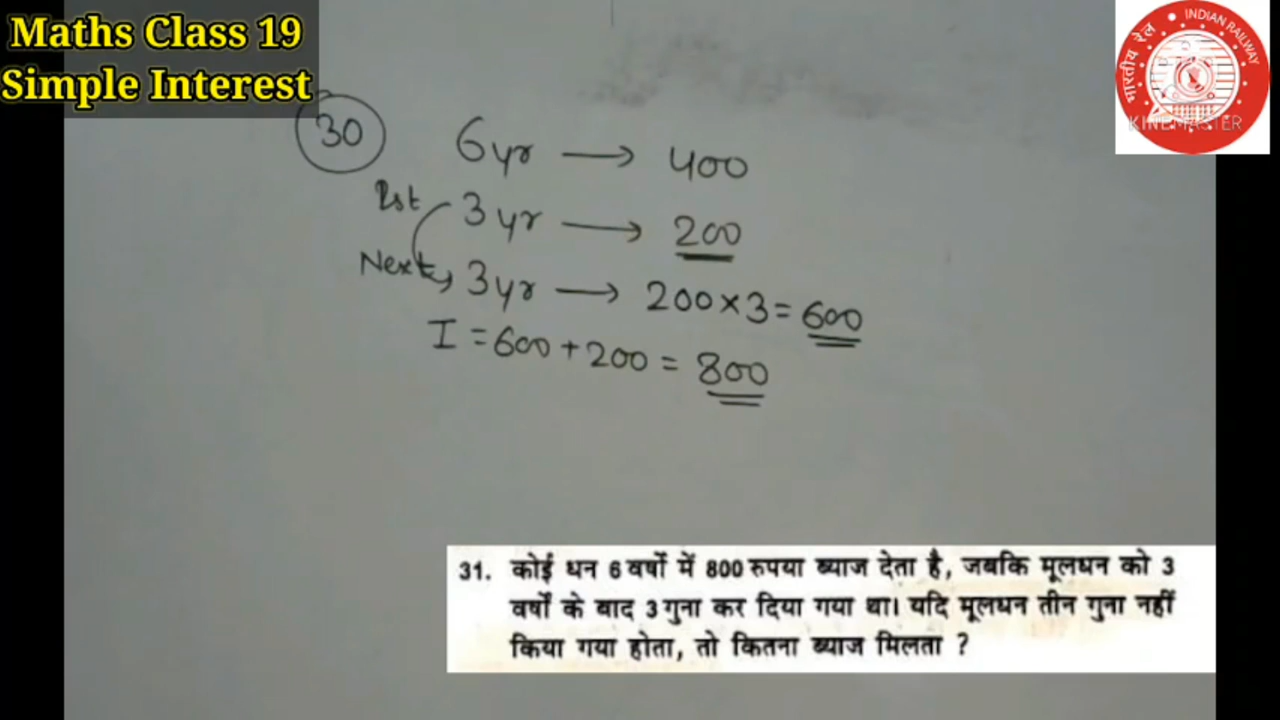 Maths Class 19
Simple Interest
भारतीय रेल INDIAN RAILWAY
KINEMASTER
30
6yr → 400
Ist 3yr → 200
Next 3yr → 200×3=600
I=600+200=800
31. कोई धन 6 वर्षों में 800 रुपया ब्याज देता है, जबकि मूलधन को 3
वर्षों के बाद 3 गुना कर दिया गया था। यदि मूलधन तीन गुना नहीं
किया गया होता, तो कितना ब्याज मिलता ?